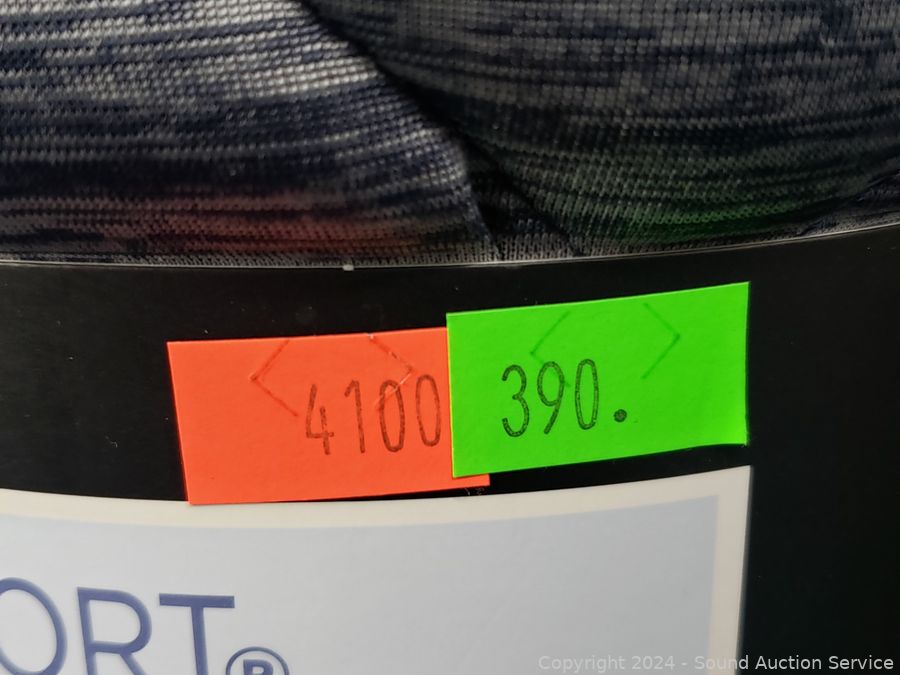 4100
390.
ORT®
Copyright 2024 - Sound Auction Service